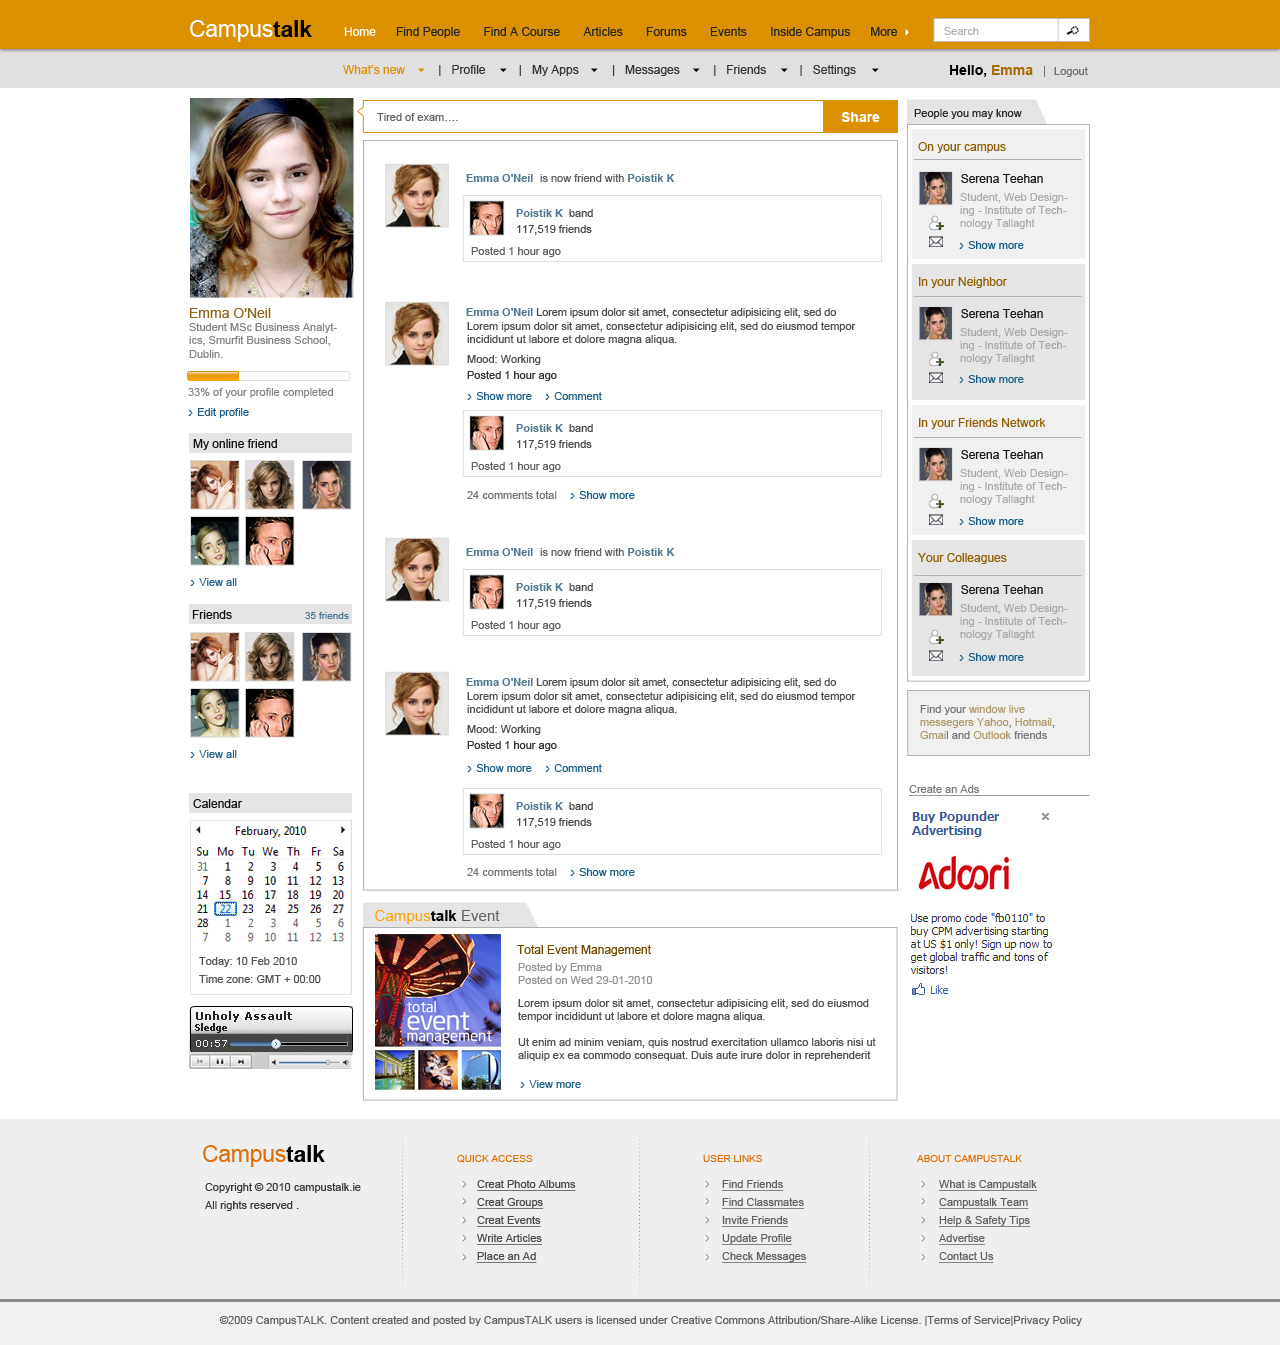 Campustalk
Home Find People Find A Course Articles Forums Events Inside Campus More Search
What's new | Profile | My Apps | Messages | Friends | Settings
Hello, Emma | Logout
Emma O'Neil
Student MSc Business Analyt-
ics, Smurfit Business School,
Dublin.
33% of your profile completed
Edit profile
My online friend
View all
Friends 35 friends
View all
Calendar
February, 2010
Su Mo Tu We Th Fr Sa
31 1 2 3 4 5 6
7 8 9 10 11 12 13
14 15 16 17 18 19 20
21 22 23 24 25 26 27
28 1 2 3 4 5 6
7 8 9 10 11 12 13
Today: 10 Feb 2010
Time zone: GMT + 00:00
Unholy Assault
Sledge
00:57
Tired of exam.... Share
Emma O'Neil is now friend with Poistik K
Poistik K band
117,519 friends
Posted 1 hour ago
Emma O'Neil Lorem ipsum dolor sit amet, consectetur adipisicing elit, sed do
Lorem ipsum dolor sit amet, consectetur adipisicing elit, sed do eiusmod tempor
incididunt ut labore et dolore magna aliqua.
Mood: Working
Posted 1 hour ago
Show more Comment
Poistik K band
117,519 friends
Posted 1 hour ago
24 comments total Show more
Emma O'Neil is now friend with Poistik K
Poistik K band
117,519 friends
Posted 1 hour ago
Emma O'Neil Lorem ipsum dolor sit amet, consectetur adipisicing elit, sed do
Lorem ipsum dolor sit amet, consectetur adipisicing elit, sed do eiusmod tempor
incididunt ut labore et dolore magna aliqua.
Mood: Working
Posted 1 hour ago
Show more Comment
Poistik K band
117,519 friends
Posted 1 hour ago
24 comments total Show more
Campustalk Event
total
event
management
Total Event Management
Posted by Emma
Posted on Wed 29-01-2010
Lorem ipsum dolor sit amet, consectetur adipisicing elit, sed do eiusmod
tempor incididunt ut labore et dolore magna aliqua.
Ut enim ad minim veniam, quis nostrud exercitation ullamco laboris nisi ut
aliquip ex ea commodo consequat. Duis aute irure dolor in reprehenderit
View more
People you may know
On your campus
Serena Teehan
Student, Web Design-
ing - Institute of Tech-
nology Tallaght
Show more
In your Neighbor
Serena Teehan
Student, Web Design-
ing - Institute of Tech-
nology Tallaght
Show more
In your Friends Network
Serena Teehan
Student, Web Design-
ing - Institute of Tech-
nology Tallaght
Show more
Your Colleagues
Serena Teehan
Student, Web Design-
ing - Institute of Tech-
nology Tallaght
Show more
Find your window live
messegers Yahoo, Hotmail,
Gmail and Outlook friends
Create an Ads
Buy Popunder
Advertising
Adoori
Use promo code "fb0110" to
buy CPM advertising starting
at US $1 only! Sign up now to
get global traffic and tons of
visitors!
Like
Campustalk
Copyright © 2010 campustalk.ie
All rights reserved .
QUICK ACCESS
Creat Photo Albums
Creat Groups
Creat Events
Write Articles
Place an Ad
USER LINKS
Find Friends
Find Classmates
Invite Friends
Update Profile
Check Messages
ABOUT CAMPUSTALK
What is Campustalk
Campustalk Team
Help & Safety Tips
Advertise
Contact Us
©2009 CampusTALK. Content created and posted by CampusTALK users is licensed under Creative Commons Attribution/Share-Alike License. |Terms of Service|Privacy Policy